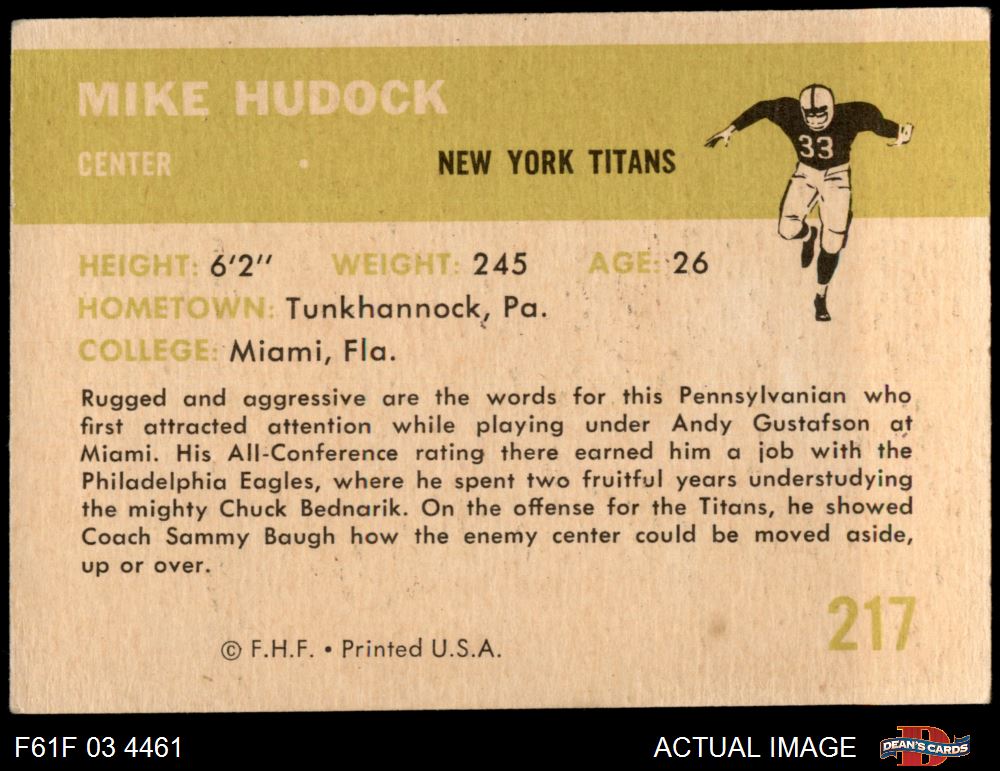 MIKE HUDOCK
CENTER
NEW YORK TITANS
33
HEIGHT: 6'2" WEIGHT: 245 AGE: 26
HOMETOWN: Tunkhannock, Pa.
COLLEGE: Miami, Fla.
Rugged and aggressive are the words for this Pennsylvanian who
first attracted attention while playing under Andy Gustafson at
Miami. His All-Conference rating there earned him a job with the
Philadelphia Eagles, where he spent two fruitful years understudying
the mighty Chuck Bednarik. On the offense for the Titans, he showed
Coach Sammy Baugh how the enemy center could be moved aside,
up or over.
217
© F.H.F. • Printed U.S.A.
F61F 03 4461
ACTUAL IMAGE
D
DEAN'S CARDS